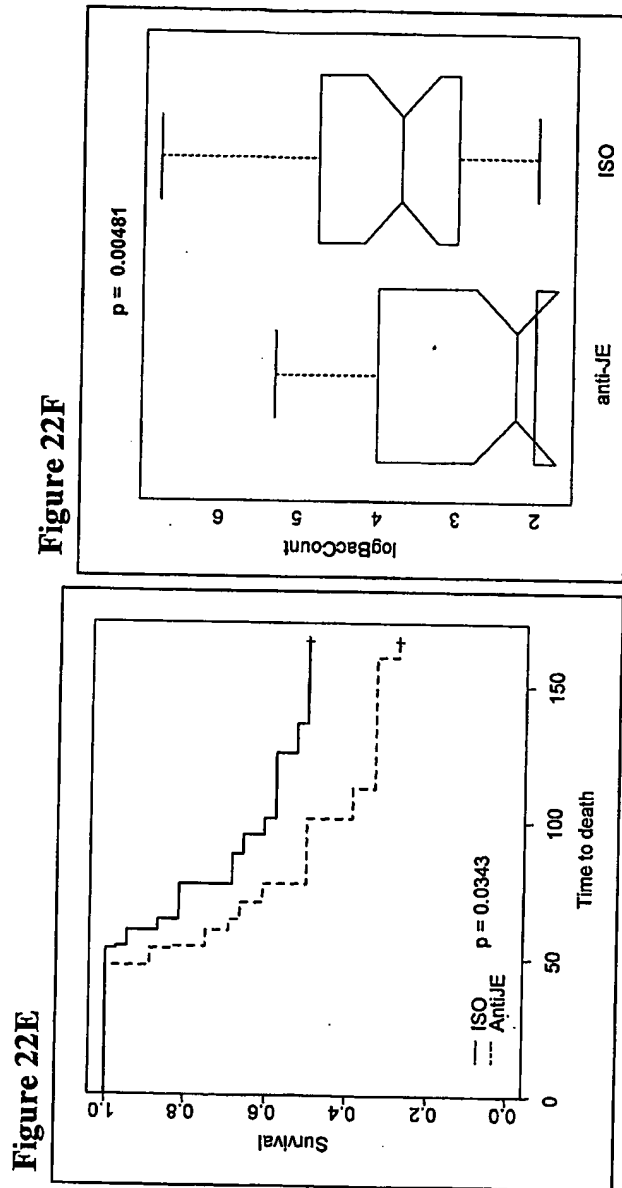 Figure 22E
Survival
1.0
0.8
0.6
0.4
0.2
0.0
ISO
AntiJE
p = 0.0343
0
50
100
150
Time to death
Figure 22F
p = 0.00481
logBacCount
6
5
4
3
2
anti-JE
ISO